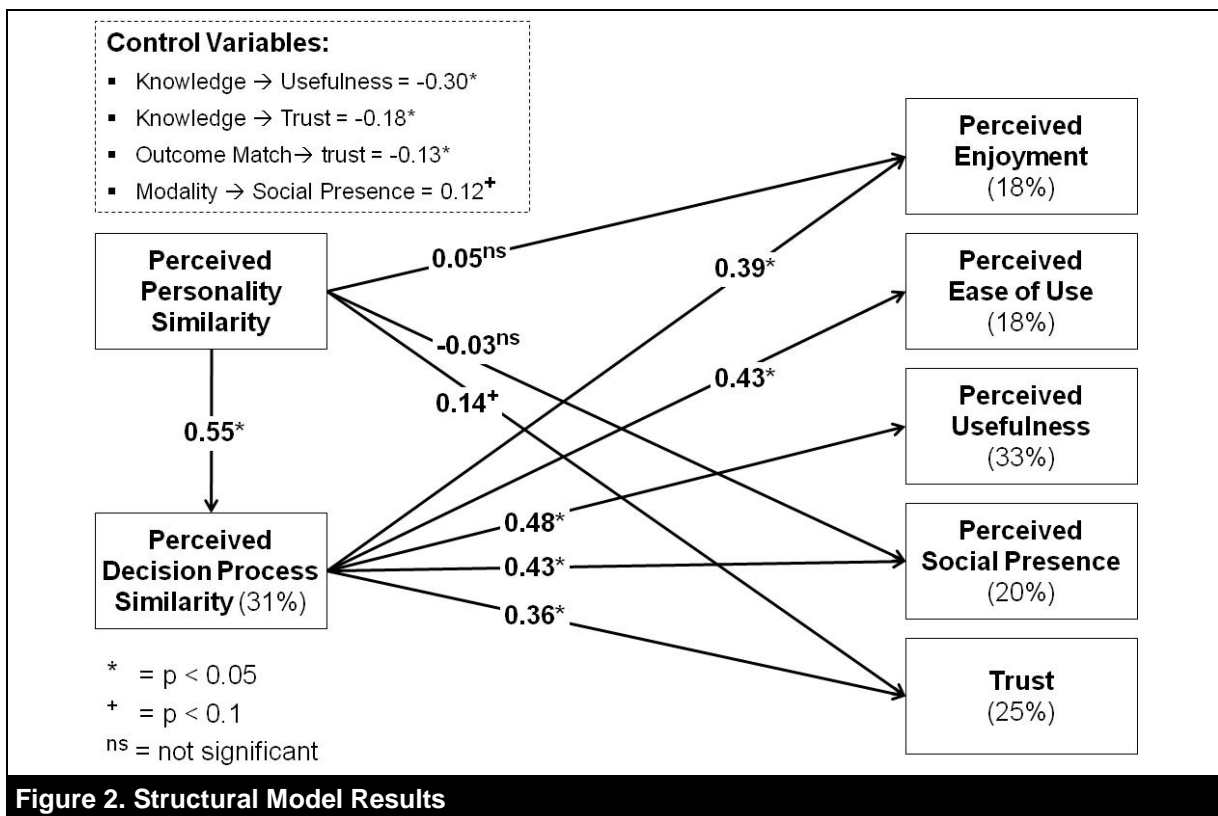 Control Variables:
▪ Knowledge → Usefulness = -0.30*
▪ Knowledge → Trust = -0.18*
▪ Outcome Match→ trust = -0.13*
▪ Modality → Social Presence = 0.12+
Perceived
Personality
Similarity
0.55*
Perceived
Decision Process
Similarity (31%)
0.05ns
0.39*
-0.03ns
0.43*
0.14+
0.48*
0.43*
0.36*
Perceived
Enjoyment
(18%)
Perceived
Ease of Use
(18%)
Perceived
Usefulness
(33%)
Perceived
Social Presence
(20%)
Trust
(25%)
* = p < 0.05
+ = p < 0.1
ns = not significant
Figure 2. Structural Model Results